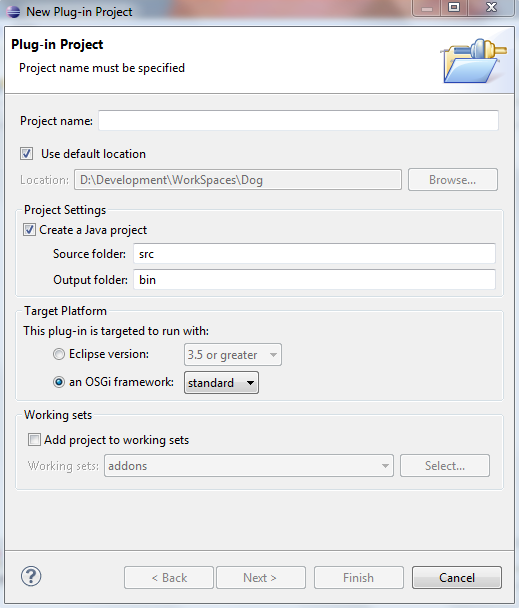 New Plug-in Project
Plug-in Project
Project name must be specified
Project name:
Use default location
Location: D:\Development\WorkSpaces\Dog Browse...
Project Settings
Create a Java project
Source folder: src
Output folder: bin
Target Platform
This plug-in is targeted to run with:
Eclipse version: 3.5 or greater
an OSGi framework: standard
Working sets
Add project to working sets
Working sets: addons Select...
? < Back Next > Finish Cancel